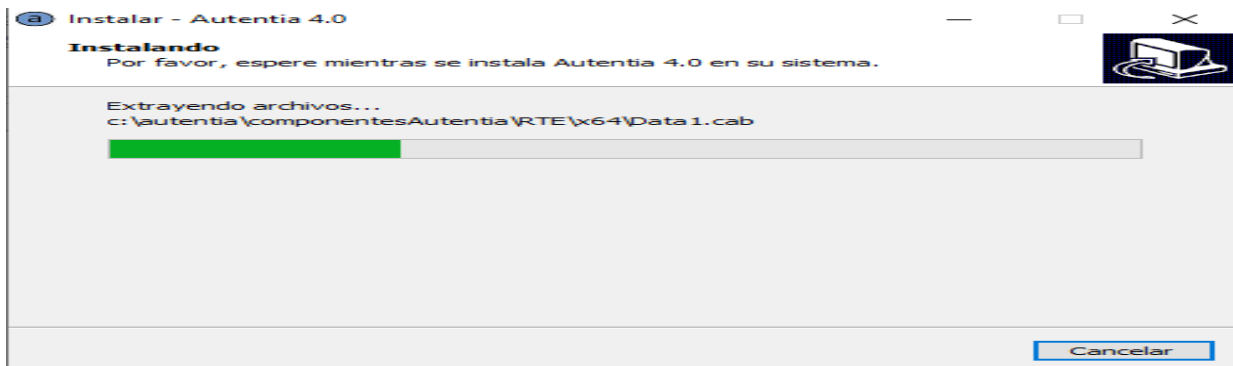 a Instalar - Autentia 4.0
Instalando
Por favor, espere mientras se instala Autentia 4.0 en su sistema.
Extrayendo archivos...
c:\autentia\componentesAutentia\RTE\x64\Data1.cab
Cancelar